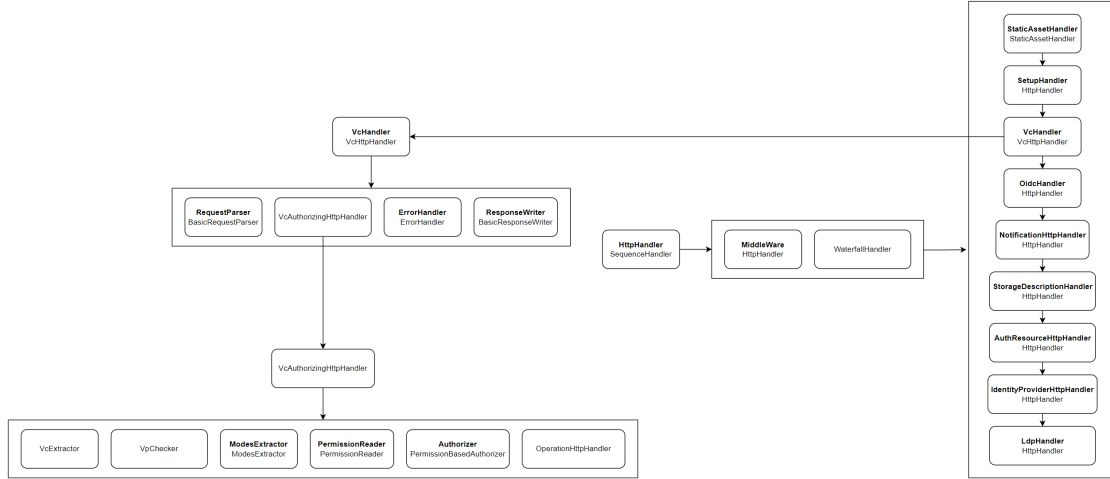 StaticAssetHandler
StaticAssetHandler
SetupHandler
HttpHandler
VcHandler
VcHttpHandler
VcHandler
VcHttpHandler
OidcHandler
HttpHandler
RequestParser
BasicRequestParser
VcAuthorizingHttpHandler
ErrorHandler
ErrorHandler
ResponseWriter
BasicResponseWriter
HttpHandler
SequenceHandler
MiddleWare
HttpHandler
WaterfallHandler
NotificationHttpHandler
HttpHandler
StorageDescriptionHandler
HttpHandler
AuthResourceHttpHandler
HttpHandler
VcAuthorizingHttpHandler
IdentityProviderHttpHandler
HttpHandler
LdpHandler
HttpHandler
VcExtractor
VpChecker
ModesExtractor
ModesExtractor
PermissionReader
PermissionReader
Authorizer
PermissionBasedAuthorizer
OperationHttpHandler